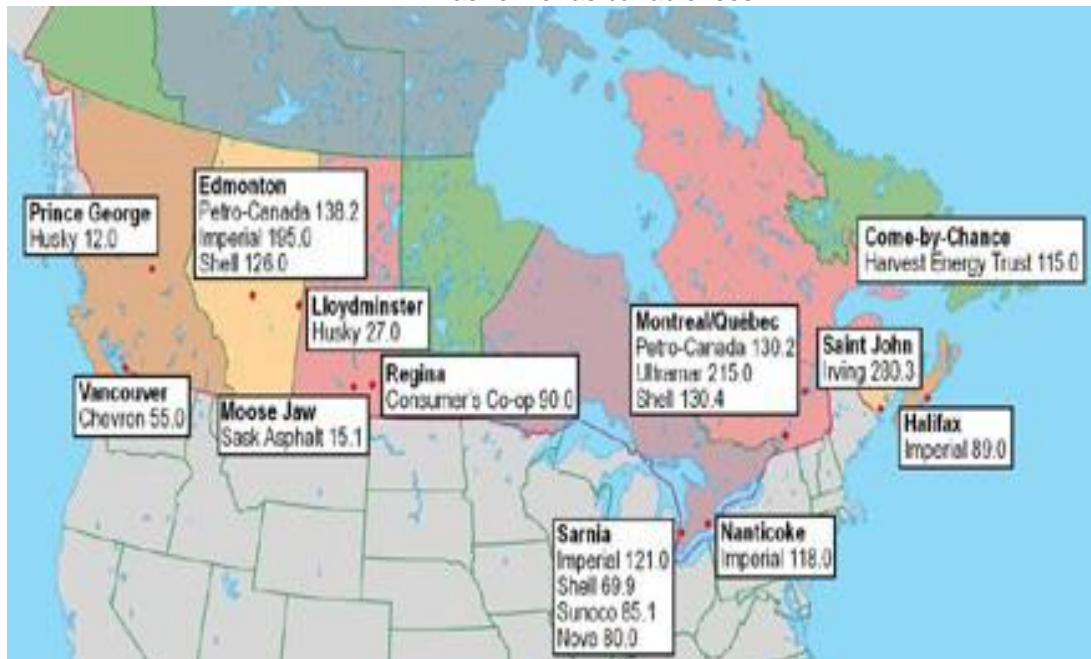 Prince George
Husky 12.0
Edmonton
Petro-Canada 138.2
Imperial 195.0
Shell 126.0
Lloydminster
Husky 27.0
Vancouver
Chevron 55.0
Moose Jaw
Sask Asphalt 15.1
Regina
Consumer's Co-op 90.0
Montreal/Québec
Petro-Canada 130.2
Ultramar 215.0
Shell 130.4
Come-by-Chance
Harvest Energy Trust 115.0
Saint John
Irving 280.3
Halifax
Imperial 89.0
Sarnia
Imperial 121.0
Shell 69.9
Sunoco 85.1
Nova 80.0
Nanticoke
Imperial 118.0